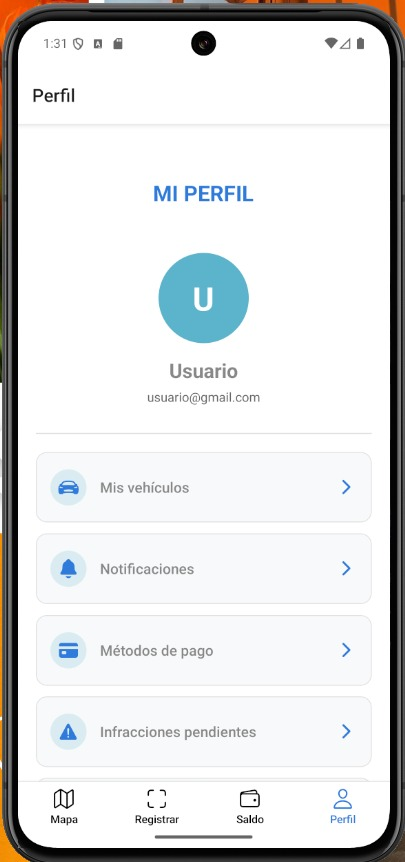 1:31
Perfil
MI PERFIL
U
Usuario
usuario@gmail.com
Mis vehículos
Notificaciones
Métodos de pago
Infracciones pendientes
Mapa
Registrar
Saldo
Perfil